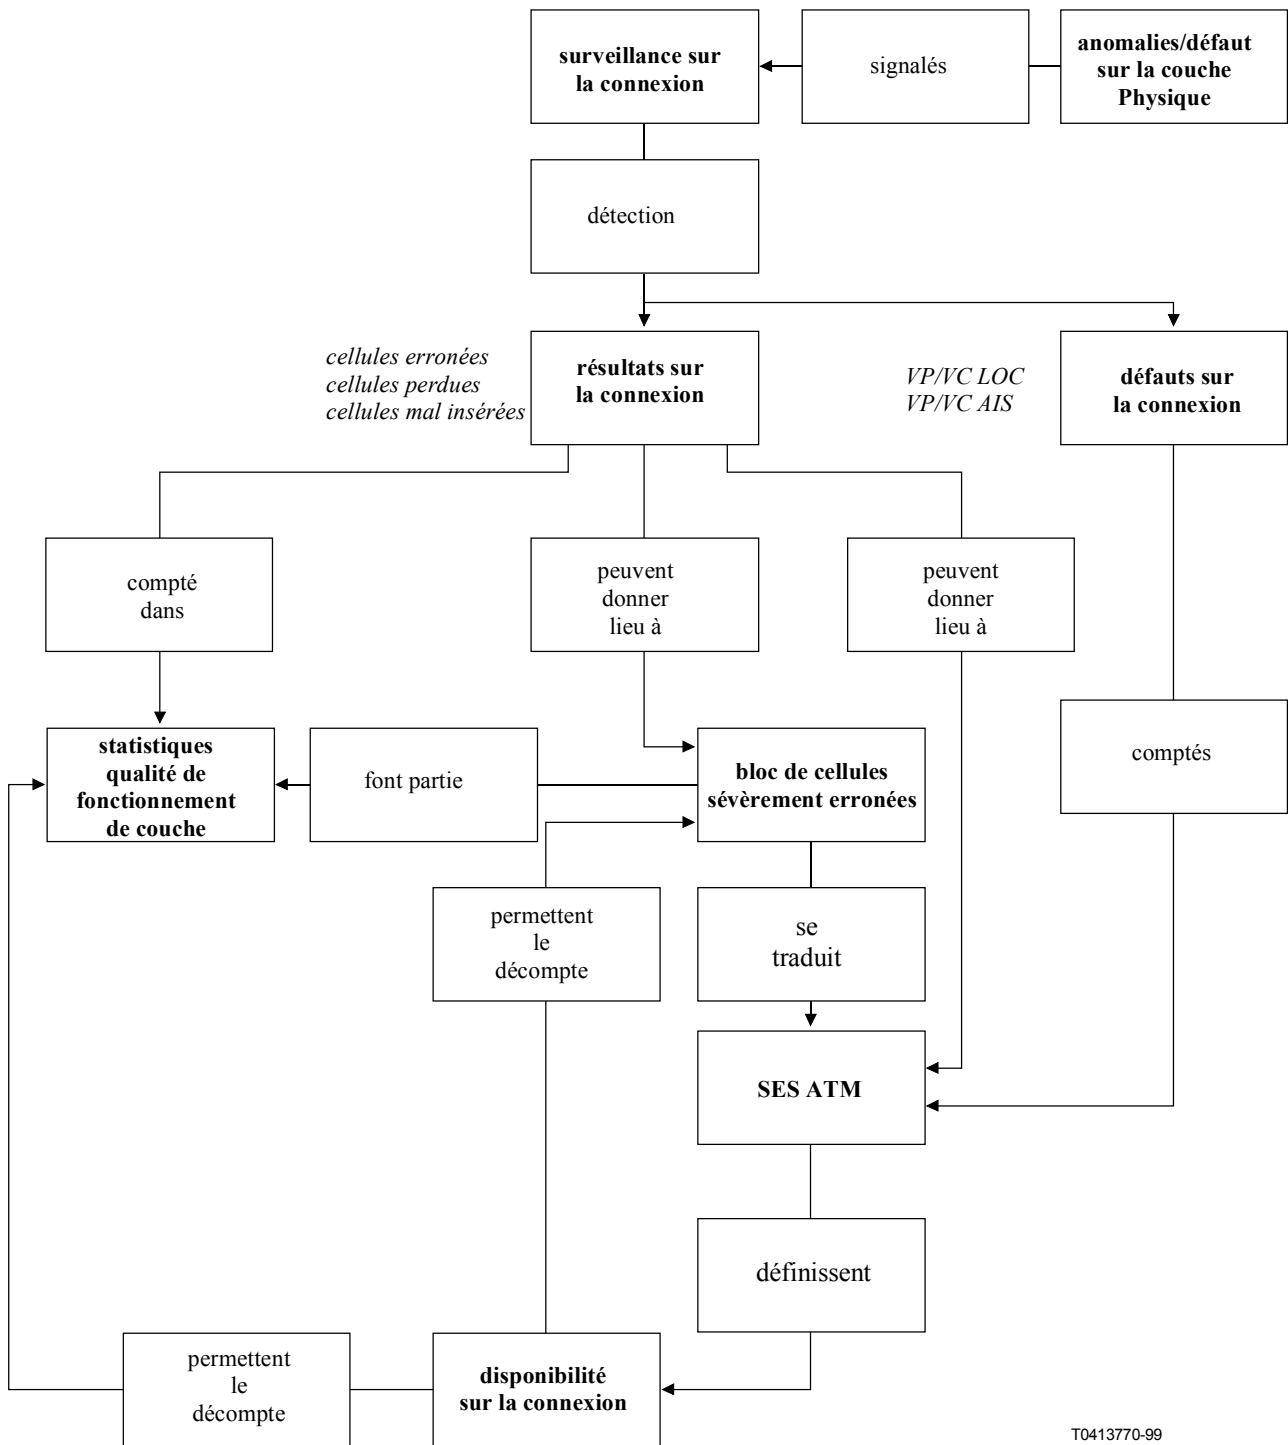 surveillance sur
la connexion
signalés
anomalies/défaut
sur la couche
Physique
détection
cellules erronées
cellules perdues
cellules mal insérées
résultats sur
la connexion
VP/VC LOC
VP/VC AIS
défauts sur
la connexion
compté
dans
peuvent
donner
lieu à
peuvent
donner
lieu à
statistiques
qualité de
fonctionnement
de couche
font partie
bloc de cellules
sévèrement erronées
comptés
permettent
le
décompte
se
traduit
SES ATM
définissent
permettent
le
décompte
disponibilité
sur la connexion
T0413770-99